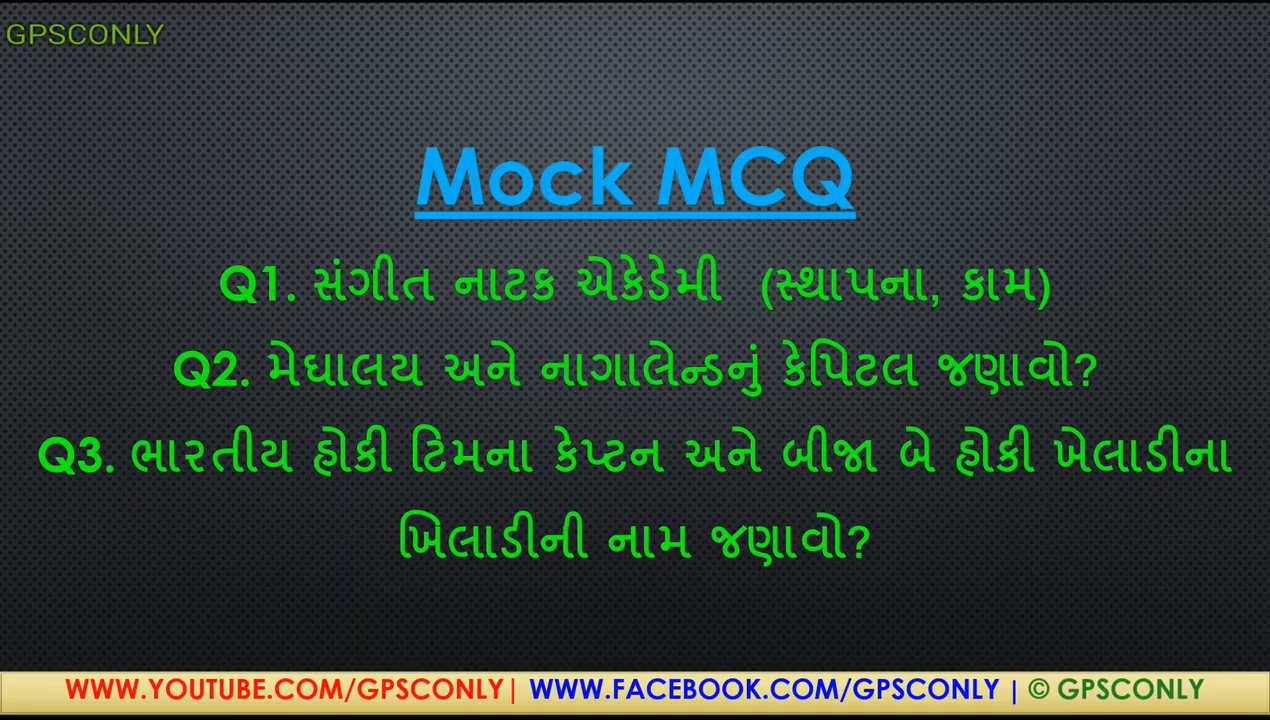 GPSCONLY
Mock MCQ
Q1. સંગીત નાટક એકેડેમી (સ્થાપના, કામ)
Q2. મેઘાલય અને નાગાલેન્ડનું કેપિટલ જણાવો?
Q3. ભારતીય હોકી ટિમના કેપ્ટન અને બીજા બે હોકી ખેલાડીના
ખિલાડીની નામ જણાવો?
WWW.YOUTUBE.COM/GPSCONLY| WWW.FACEBOOK.COM/GPSCONLY | © GPSCONLY